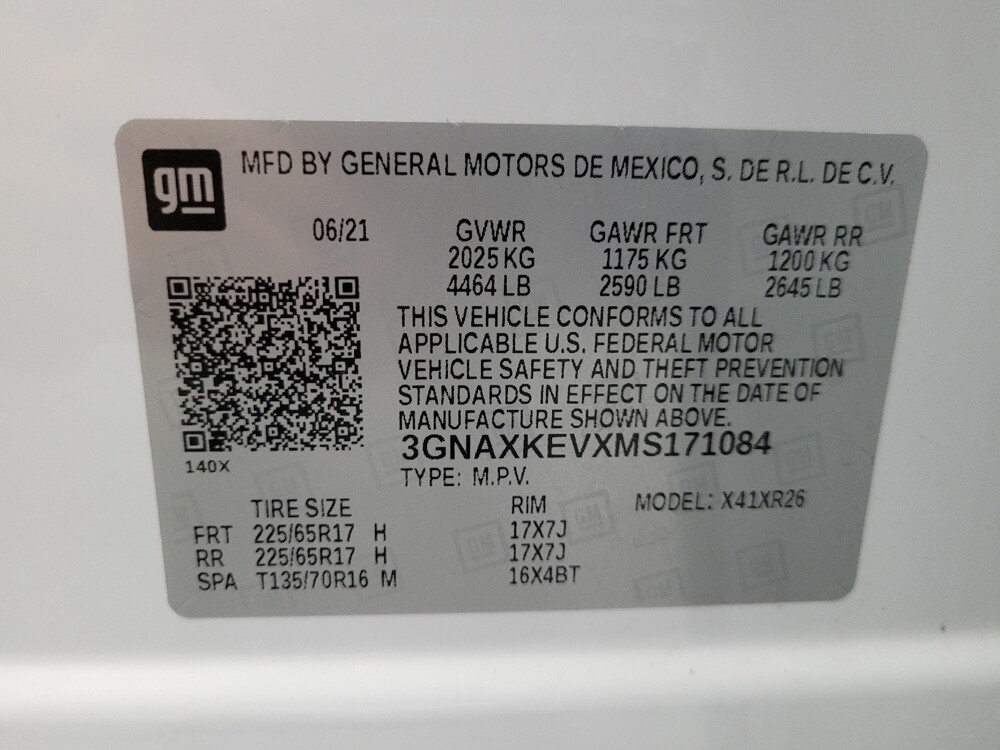 gm
MFD BY GENERAL MOTORS DE MEXICO, S. DE R.L. DE C.V.
06/21 GVWR GAWR FRT GAWR RR
2025 KG 1175 KG 1200 KG
4464 LB 2590 LB 2645 LB
THIS VEHICLE CONFORMS TO ALL
APPLICABLE U.S. FEDERAL MOTOR
VEHICLE SAFETY AND THEFT PREVENTION
STANDARDS IN EFFECT ON THE DATE OF
MANUFACTURE SHOWN ABOVE.
3GNAXKEVXMS171084
140X
TYPE: M.P.V.
TIRE SIZE RIM MODEL: X41XR26
FRT 225/65R17 H 17X7J
RR 225/65R17 H 17X7J
SPA T135/70R16 M 16X4BT